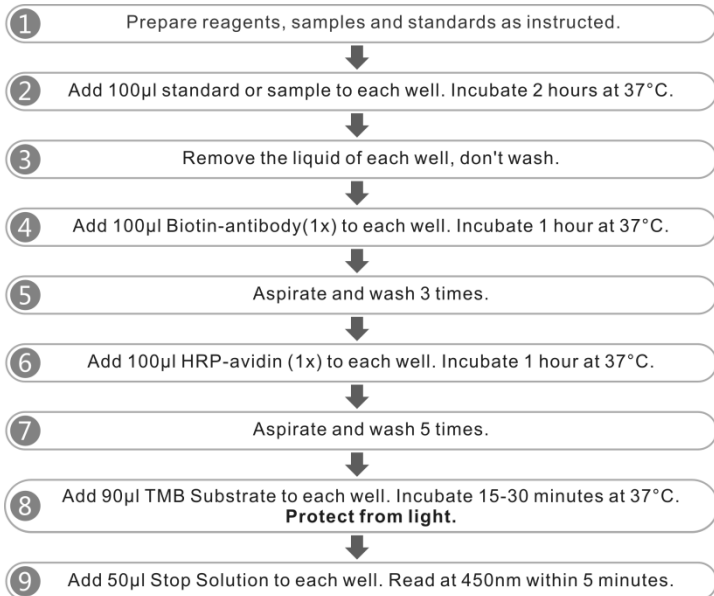 1 Prepare reagents, samples and standards as instructed.
2 Add 100μl standard or sample to each well. Incubate 2 hours at 37°C.
3 Remove the liquid of each well, don't wash.
4 Add 100μl Biotin-antibody(1x) to each well. Incubate 1 hour at 37°C.
5 Aspirate and wash 3 times.
6 Add 100μl HRP-avidin (1x) to each well. Incubate 1 hour at 37°C.
7 Aspirate and wash 5 times.
8 Add 90μl TMB Substrate to each well. Incubate 15-30 minutes at 37°C.
Protect from light.
9 Add 50μl Stop Solution to each well. Read at 450nm within 5 minutes.